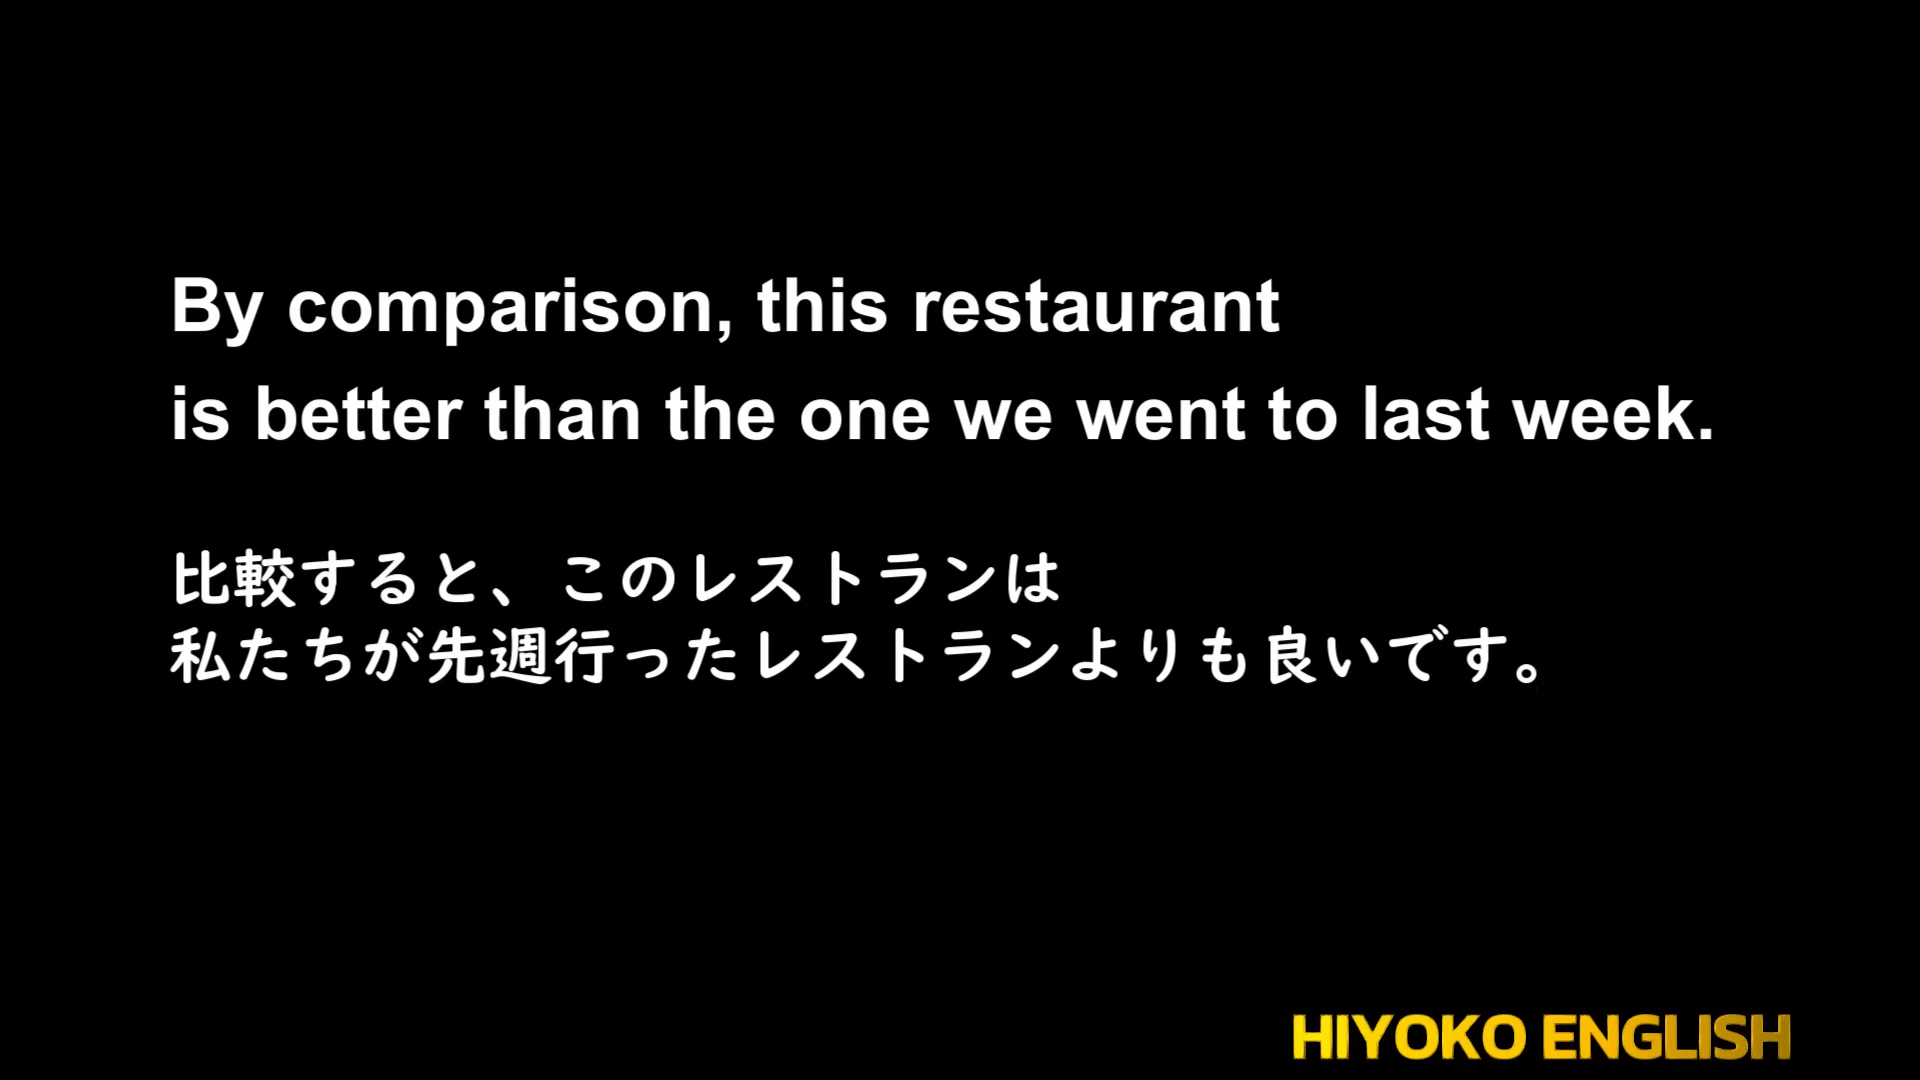 By comparison, this restaurant
is better than the one we went to last week.
比較すると、このレストランは
私たちが先週行ったレストランよりも良いです。
HIYOKO ENGLISH